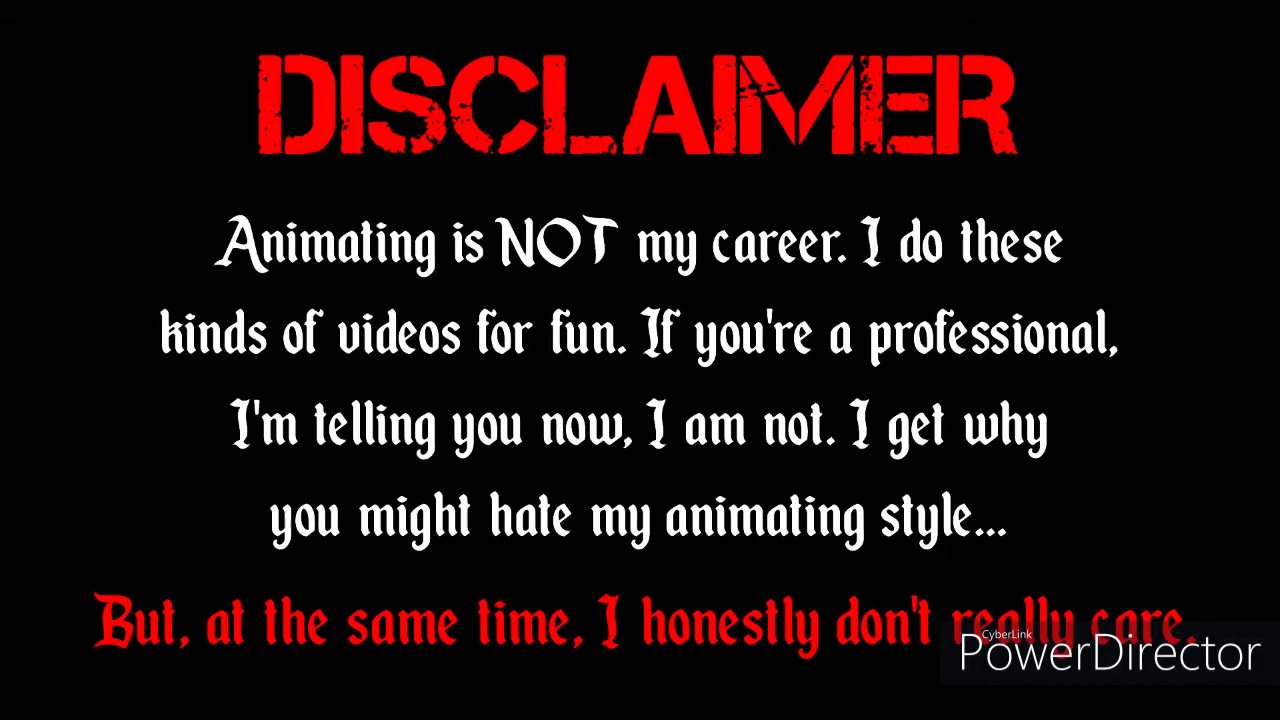 DISCLAIMER
Animating is NOT my career. I do these
kinds of videos for fun. If you're a professional,
I'm telling you now, I am not. I get why
you might hate my animating style...
But, at the same time, I honestly don't really care.
CyberLink
PowerDirector